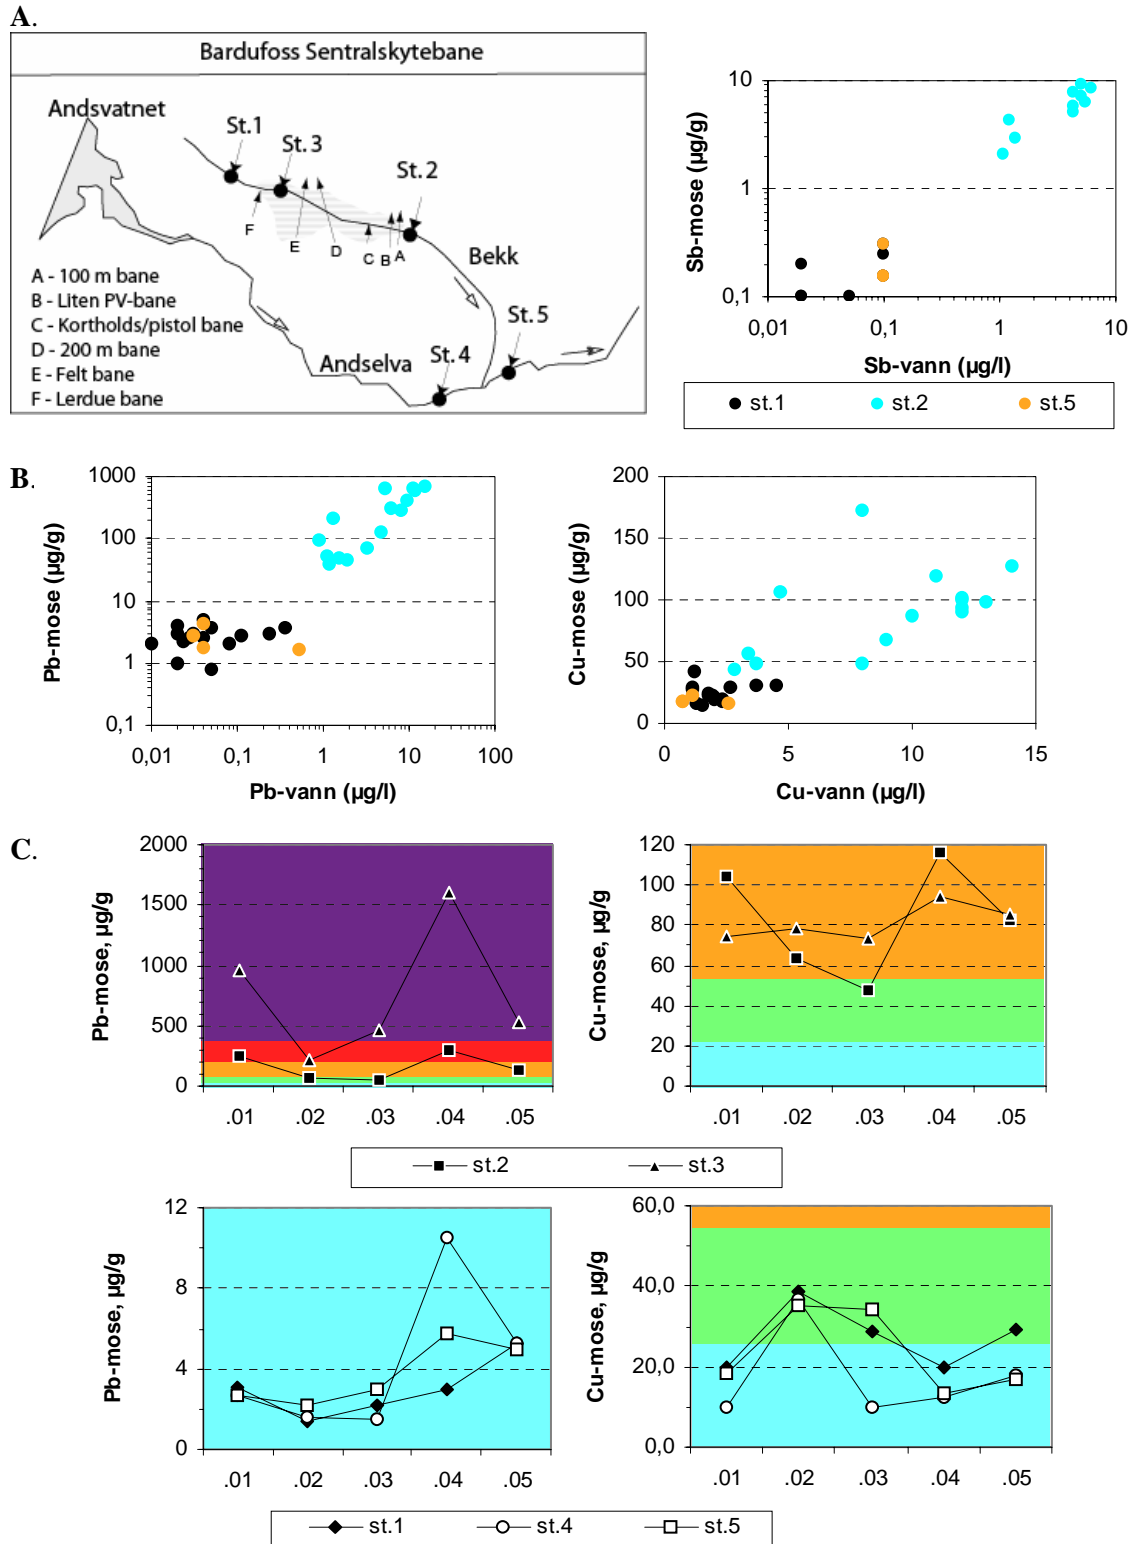 A.
Bardufoss Sentralskytebane
Andsvatnet
St.1
St.3
St.2
F
E
D
C
B
A
Bekk
A - 100 m bane
B - Liten PV-bane
C - Kortholds/pistol bane
D - 200 m bane
E - Felt bane
F - Lerdue bane
St.5
St.4
Andselva
Sb-mose (µg/g)
10
1
0,1
0,01
0,1
1
10
Sb-vann (µg/l)
st.1
st.2
st.5
B.
Pb-mose (µg/g)
1000
100
10
1
0,1
0,01
0,1
1
10
100
Pb-vann (µg/l)
Cu-mose (µg/g)
200
150
100
50
0
0
5
10
15
Cu-vann (µg/l)
C.
Pb-mose, µg/g
2000
1500
1000
500
0
.01
.02
.03
.04
.05
Cu-mose, µg/g
120
100
80
60
40
20
0
.01
.02
.03
.04
.05
st.2
st.3
Pb-mose, µg/g
12
8
4
0
.01
.02
.03
.04
.05
Cu-mose, µg/g
60,0
40,0
20,0
0,0
.01
.02
.03
.04
.05
st.1
st.4
st.5